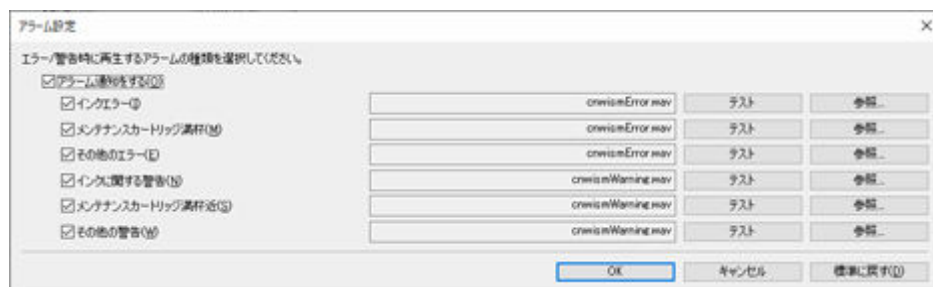 アラーム設定
エラー/警告時に再生するアラームの種類を選択してください。
アラーム通知をする(O)
インクエラー(I) cnwismError.wav テスト 参照...
メンテナンスカートリッジ満杯(M) cnwismError.wav テスト 参照...
その他のエラー(E) cnwismError.wav テスト 参照...
インクに関する警告(N) cnwismWarning.wav テスト 参照...
メンテナンスカートリッジ満杯近(S) cnwismWarning.wav テスト 参照...
その他の警告(W) cnwismWarning.wav テスト 参照...
OK キャンセル 標準に戻す(D)